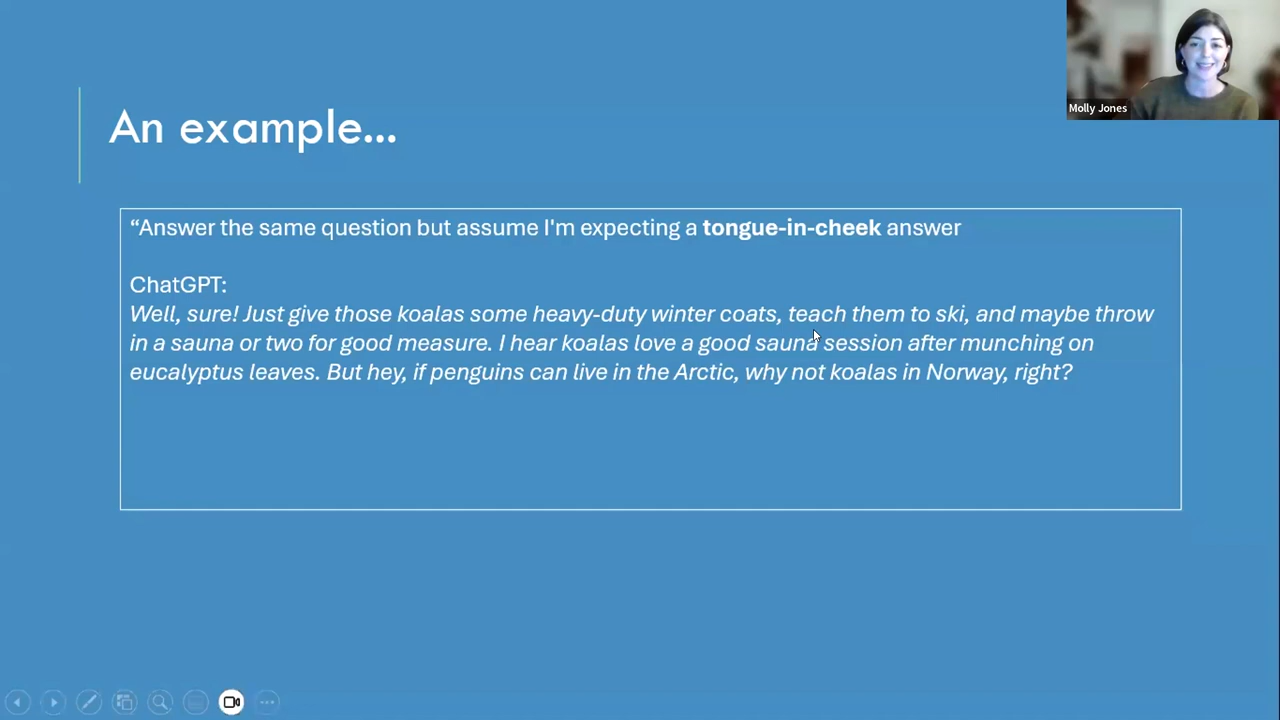 Molly Jones
An example...
“Answer the same question but assume I'm expecting a tongue-in-cheek answer
ChatGPT:
Well, sure! Just give those koalas some heavy-duty winter coats, teach them to ski, and maybe throw
in a sauna or two for good measure. I hear koalas love a good sauna session after munching on
eucalyptus leaves. But hey, if penguins can live in the Arctic, why not koalas in Norway, right?